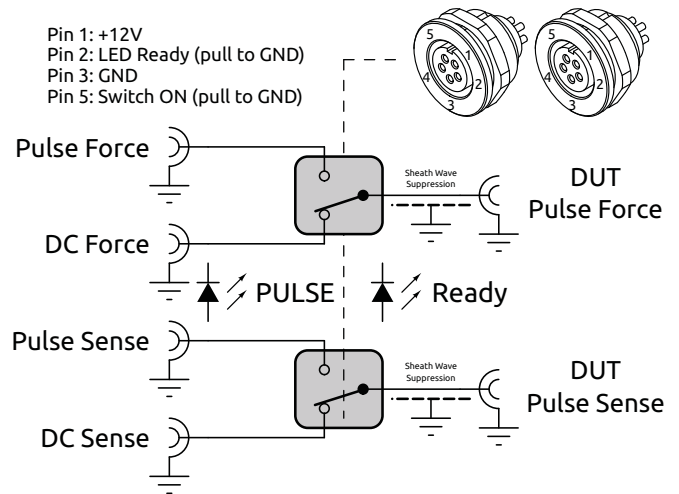 Pin 1: +12V
Pin 2: LED Ready (pull to GND)
Pin 3: GND
Pin 5: Switch ON (pull to GND)
5
1
4
2
3
5
1
4
2
3
Pulse Force
Sheath Wave
Suppression
DUT
Pulse Force
DC Force
PULSE
Ready
Pulse Sense
Sheath Wave
Suppression
DUT
Pulse Sense
DC Sense